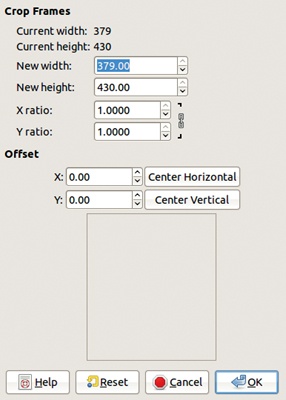 Crop Frames
Current width: 379
Current height: 430
New width: 379.00
New height: 430.00
X ratio: 1.0000
Y ratio: 1.0000
Offset
X: 0.00 Center Horizontal
Y: 0.00 Center Vertical
Help Reset Cancel OK